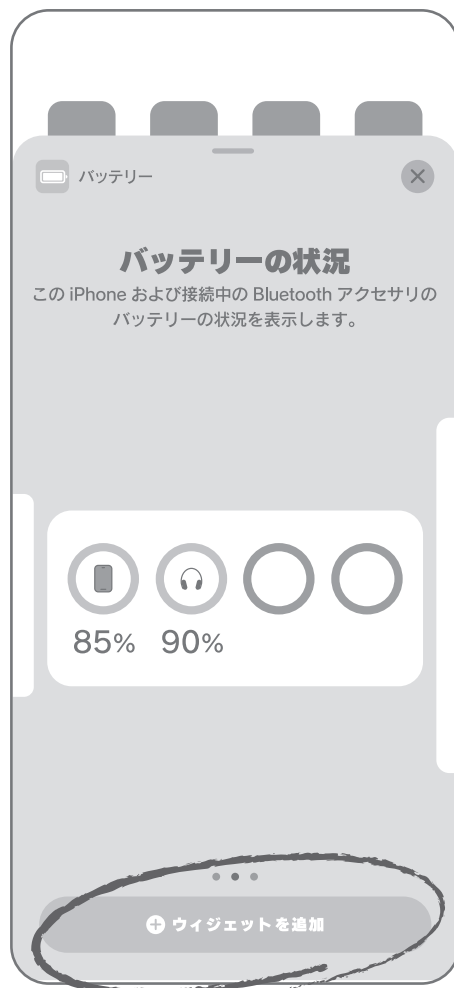 バッテリー
バッテリーの状況
この iPhone および接続中の Bluetooth アクセサリの
バッテリーの状況を表示します。
85% 90%
ウィジェットを追加